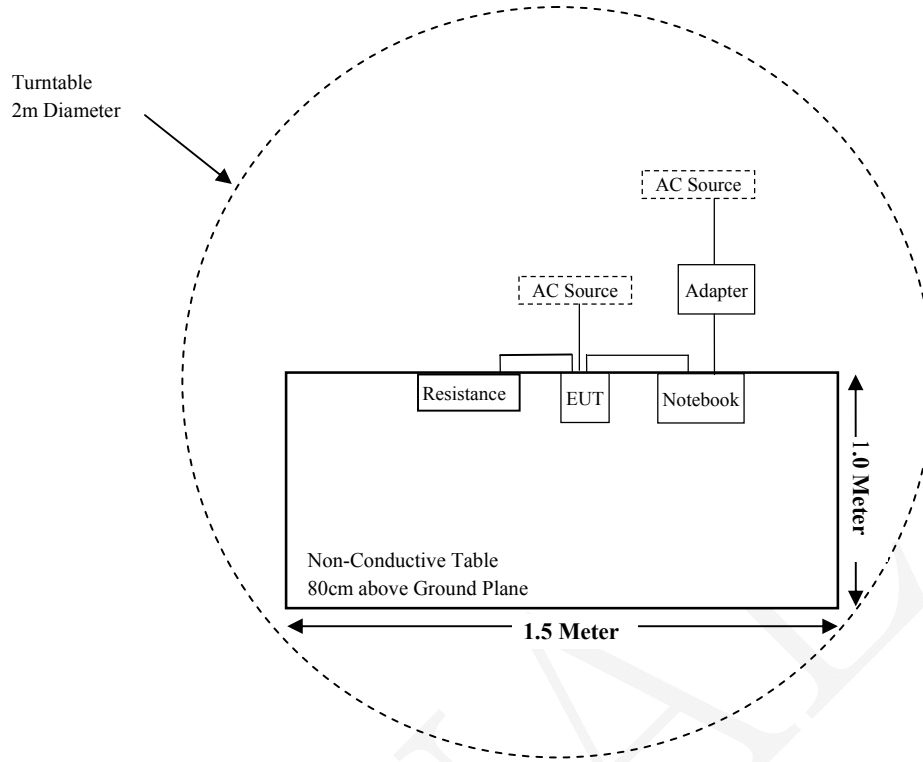 Turntable
2m Diameter
AC Source
AC Source
Adapter
Resistance
EUT
Notebook
1.0 Meter
Non-Conductive Table
80cm above Ground Plane
1.5 Meter